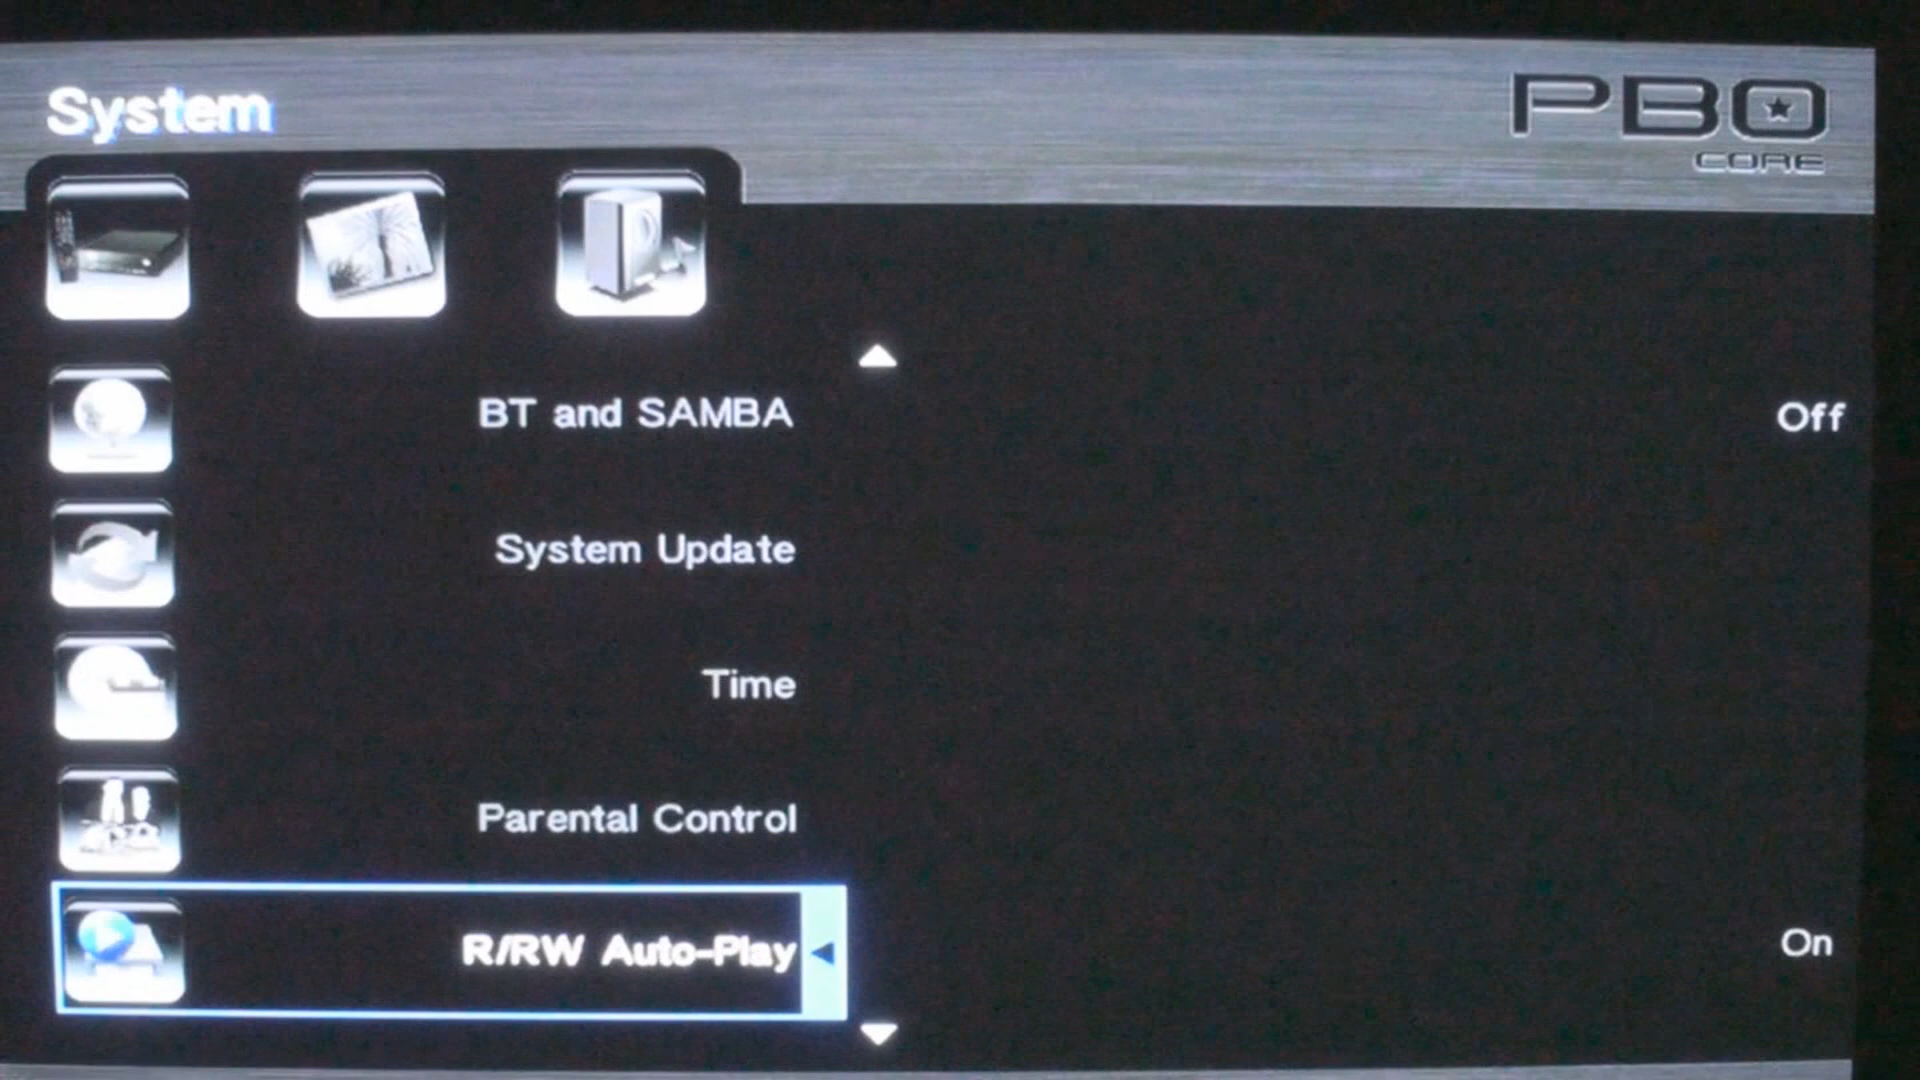 System
PBO
CORE
BT and SAMBA
Off
System Update
Time
Parental Control
R/RW Auto-Play
On